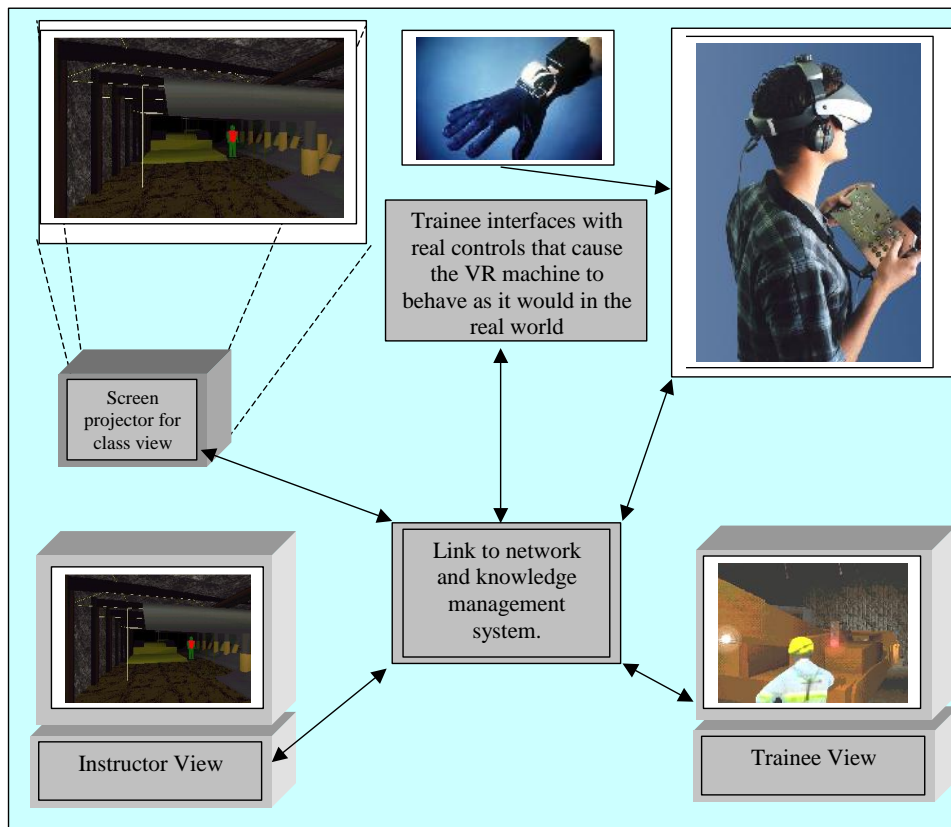 Trainee interfaces with
real controls that cause
the VR machine to
behave as it would in the
real world
Screen
projector for
class view
Link to network
and knowledge
management
system.
Instructor View
Trainee View